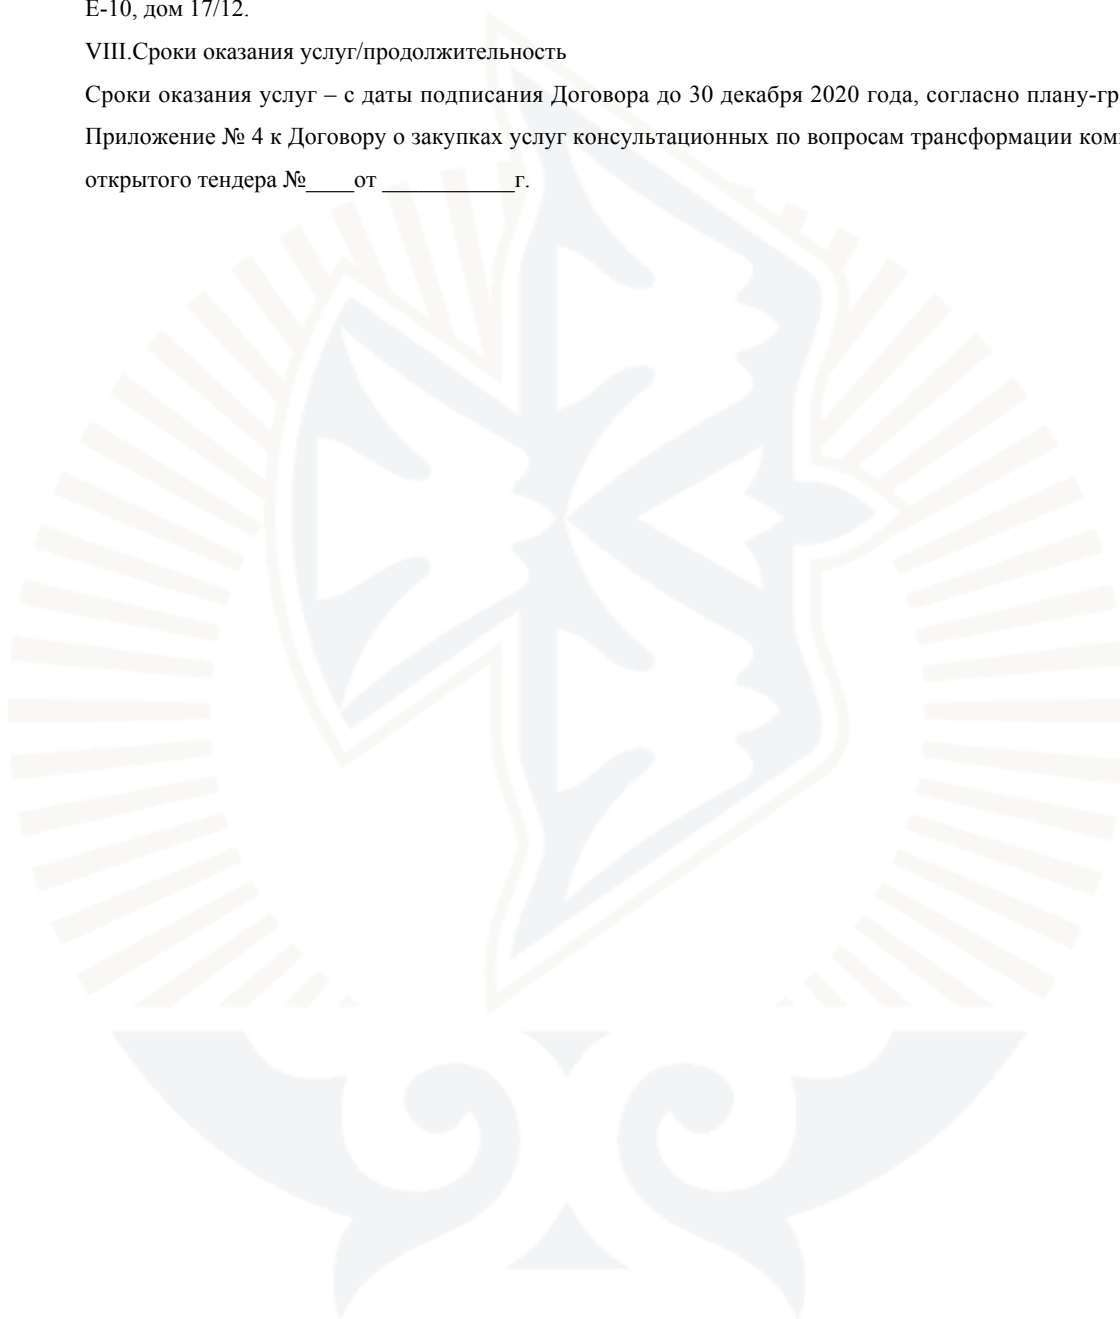 Е-10, дом 17/12.
VIII.Сроки оказания услуг/продолжительность
Сроки оказания услуг – с даты подписания Договора до 30 декабря 2020 года, согласно плану-гр
Приложение № 4 к Договору о закупках услуг консультационных по вопросам трансформации ком
открытого тендера №____от ___________г.